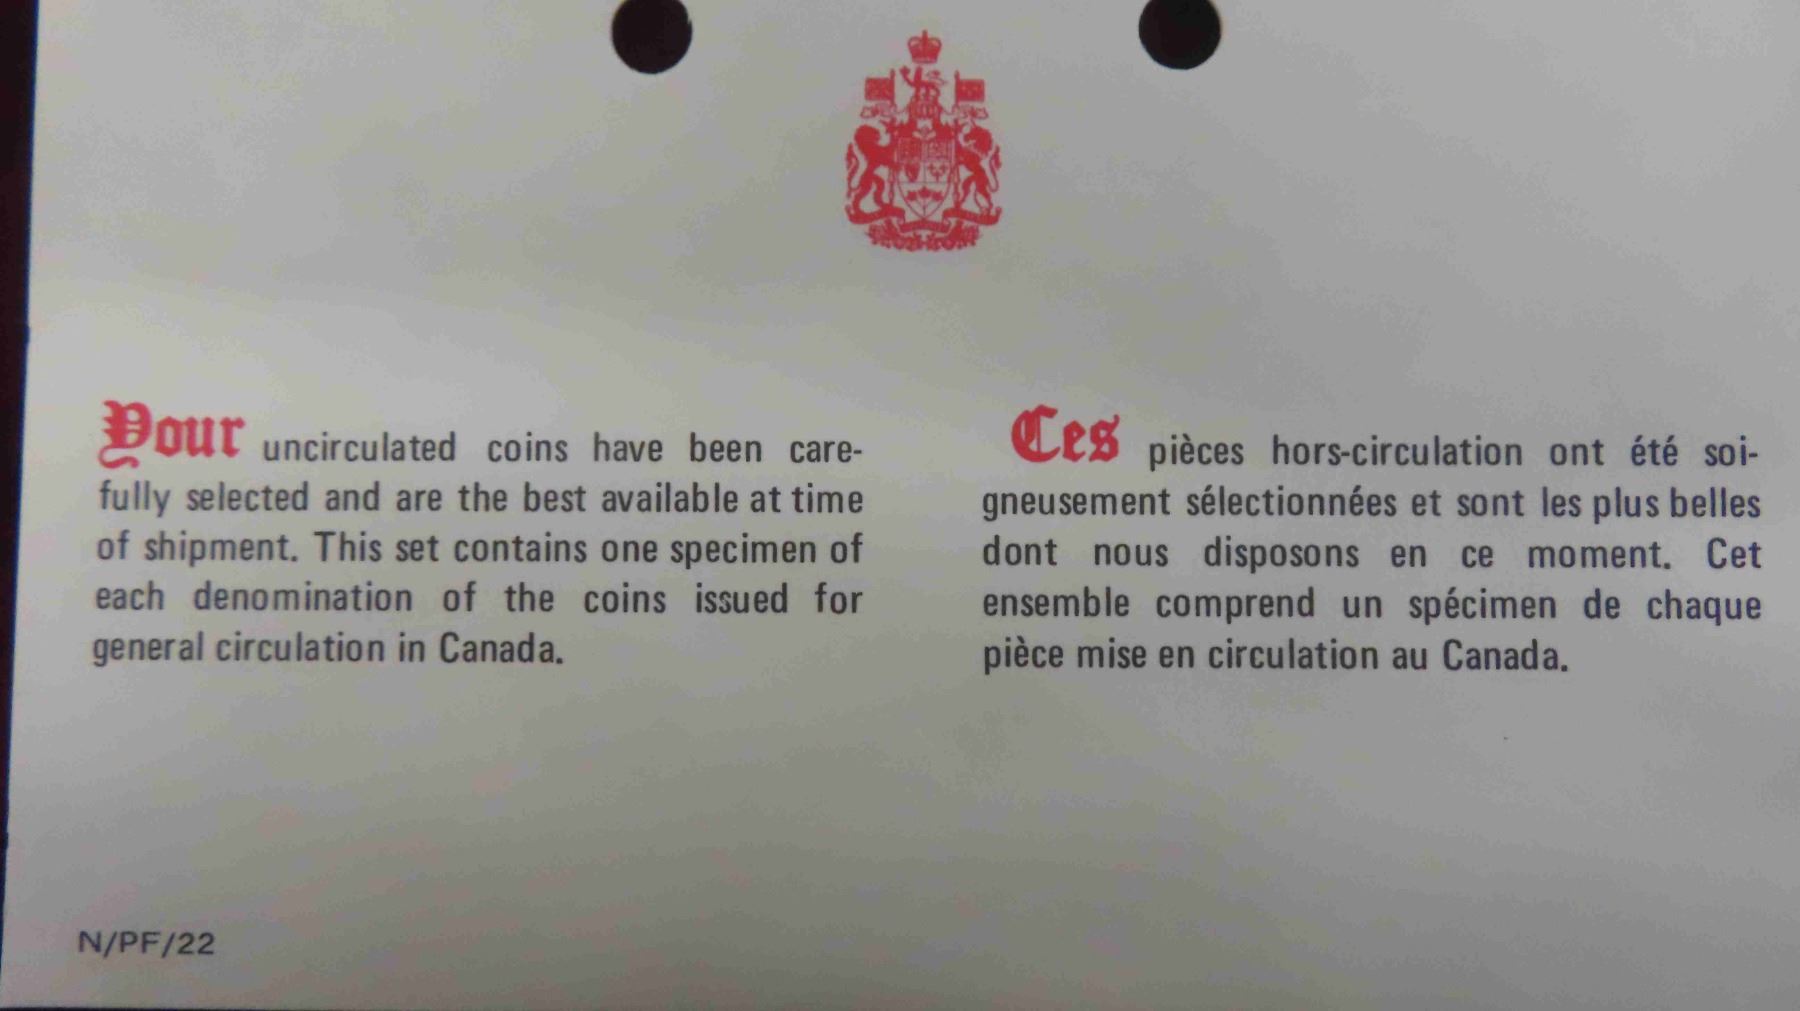 Your uncirculated coins have been care-
fully selected and are the best available at time
of shipment. This set contains one specimen of
each denomination of the coins issued for
general circulation in Canada.
Ces pièces hors-circulation ont été soi-
gneusement sélectionnées et sont les plus belles
dont nous disposons en ce moment. Cet
ensemble comprend un spécimen de chaque
pièce mise en circulation au Canada.
N/PF/22